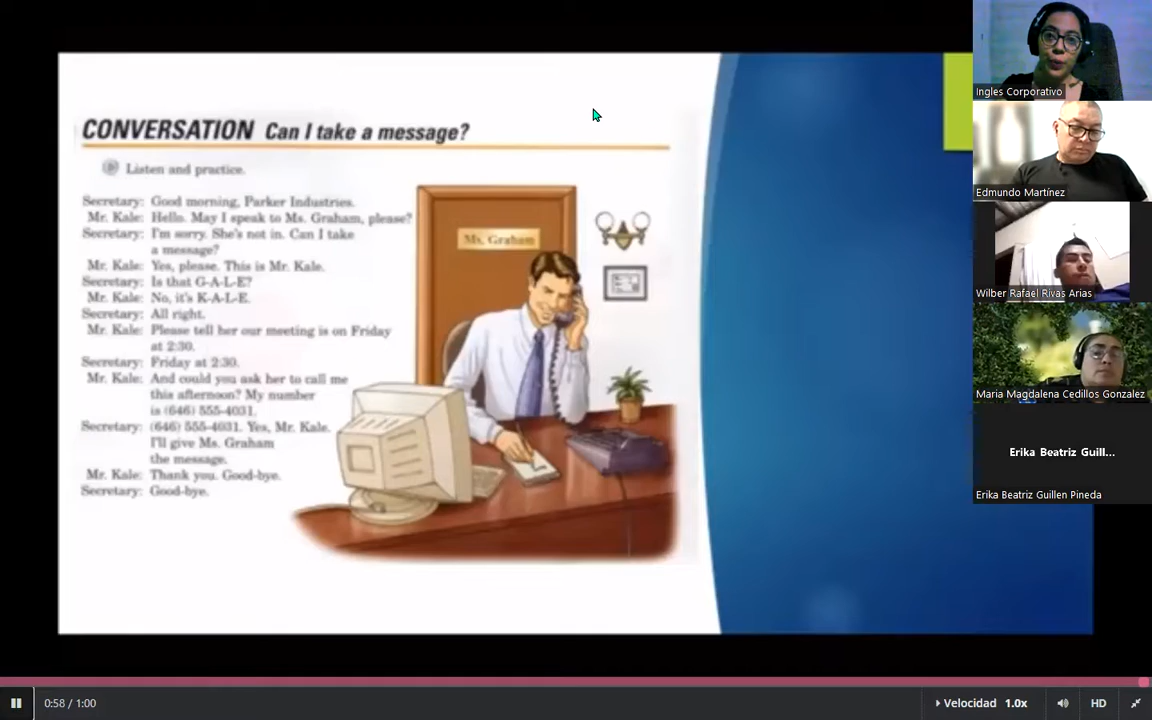 CONVERSATION Can I take a message?
Listen and practice.
Secretary: Good morning, Parker Industries.
Mr. Kale: Hello. May I speak to Ms. Graham, please?
Secretary: I'm sorry. She's not in. Can I take
a message?
Mr. Kale: Yes, please. This is Mr. Kale.
Secretary: Is that G-A-L-E?
Mr. Kale: No, it's K-A-L-E.
Secretary: All right.
Mr. Kale: Please tell her our meeting is on Friday
at 2:30.
Secretary: Friday at 2:30.
Mr. Kale: And could you ask her to call me
this afternoon? My number
is (646) 555-4031.
Secretary: (646) 555-4031. Yes, Mr. Kale.
I'll give Ms. Graham
the message.
Mr. Kale: Thank you. Good-bye.
Secretary: Good-bye.
Ms. Graham
Ingles Corporativo
Edmundo Martínez
Wilber Rafael Rivas Arias
Maria Magdalena Cedillos Gonzalez
Erika Beatriz Guill...
Erika Beatriz Guillen Pineda
0:58 / 1:00
Velocidad 1.0x
HD